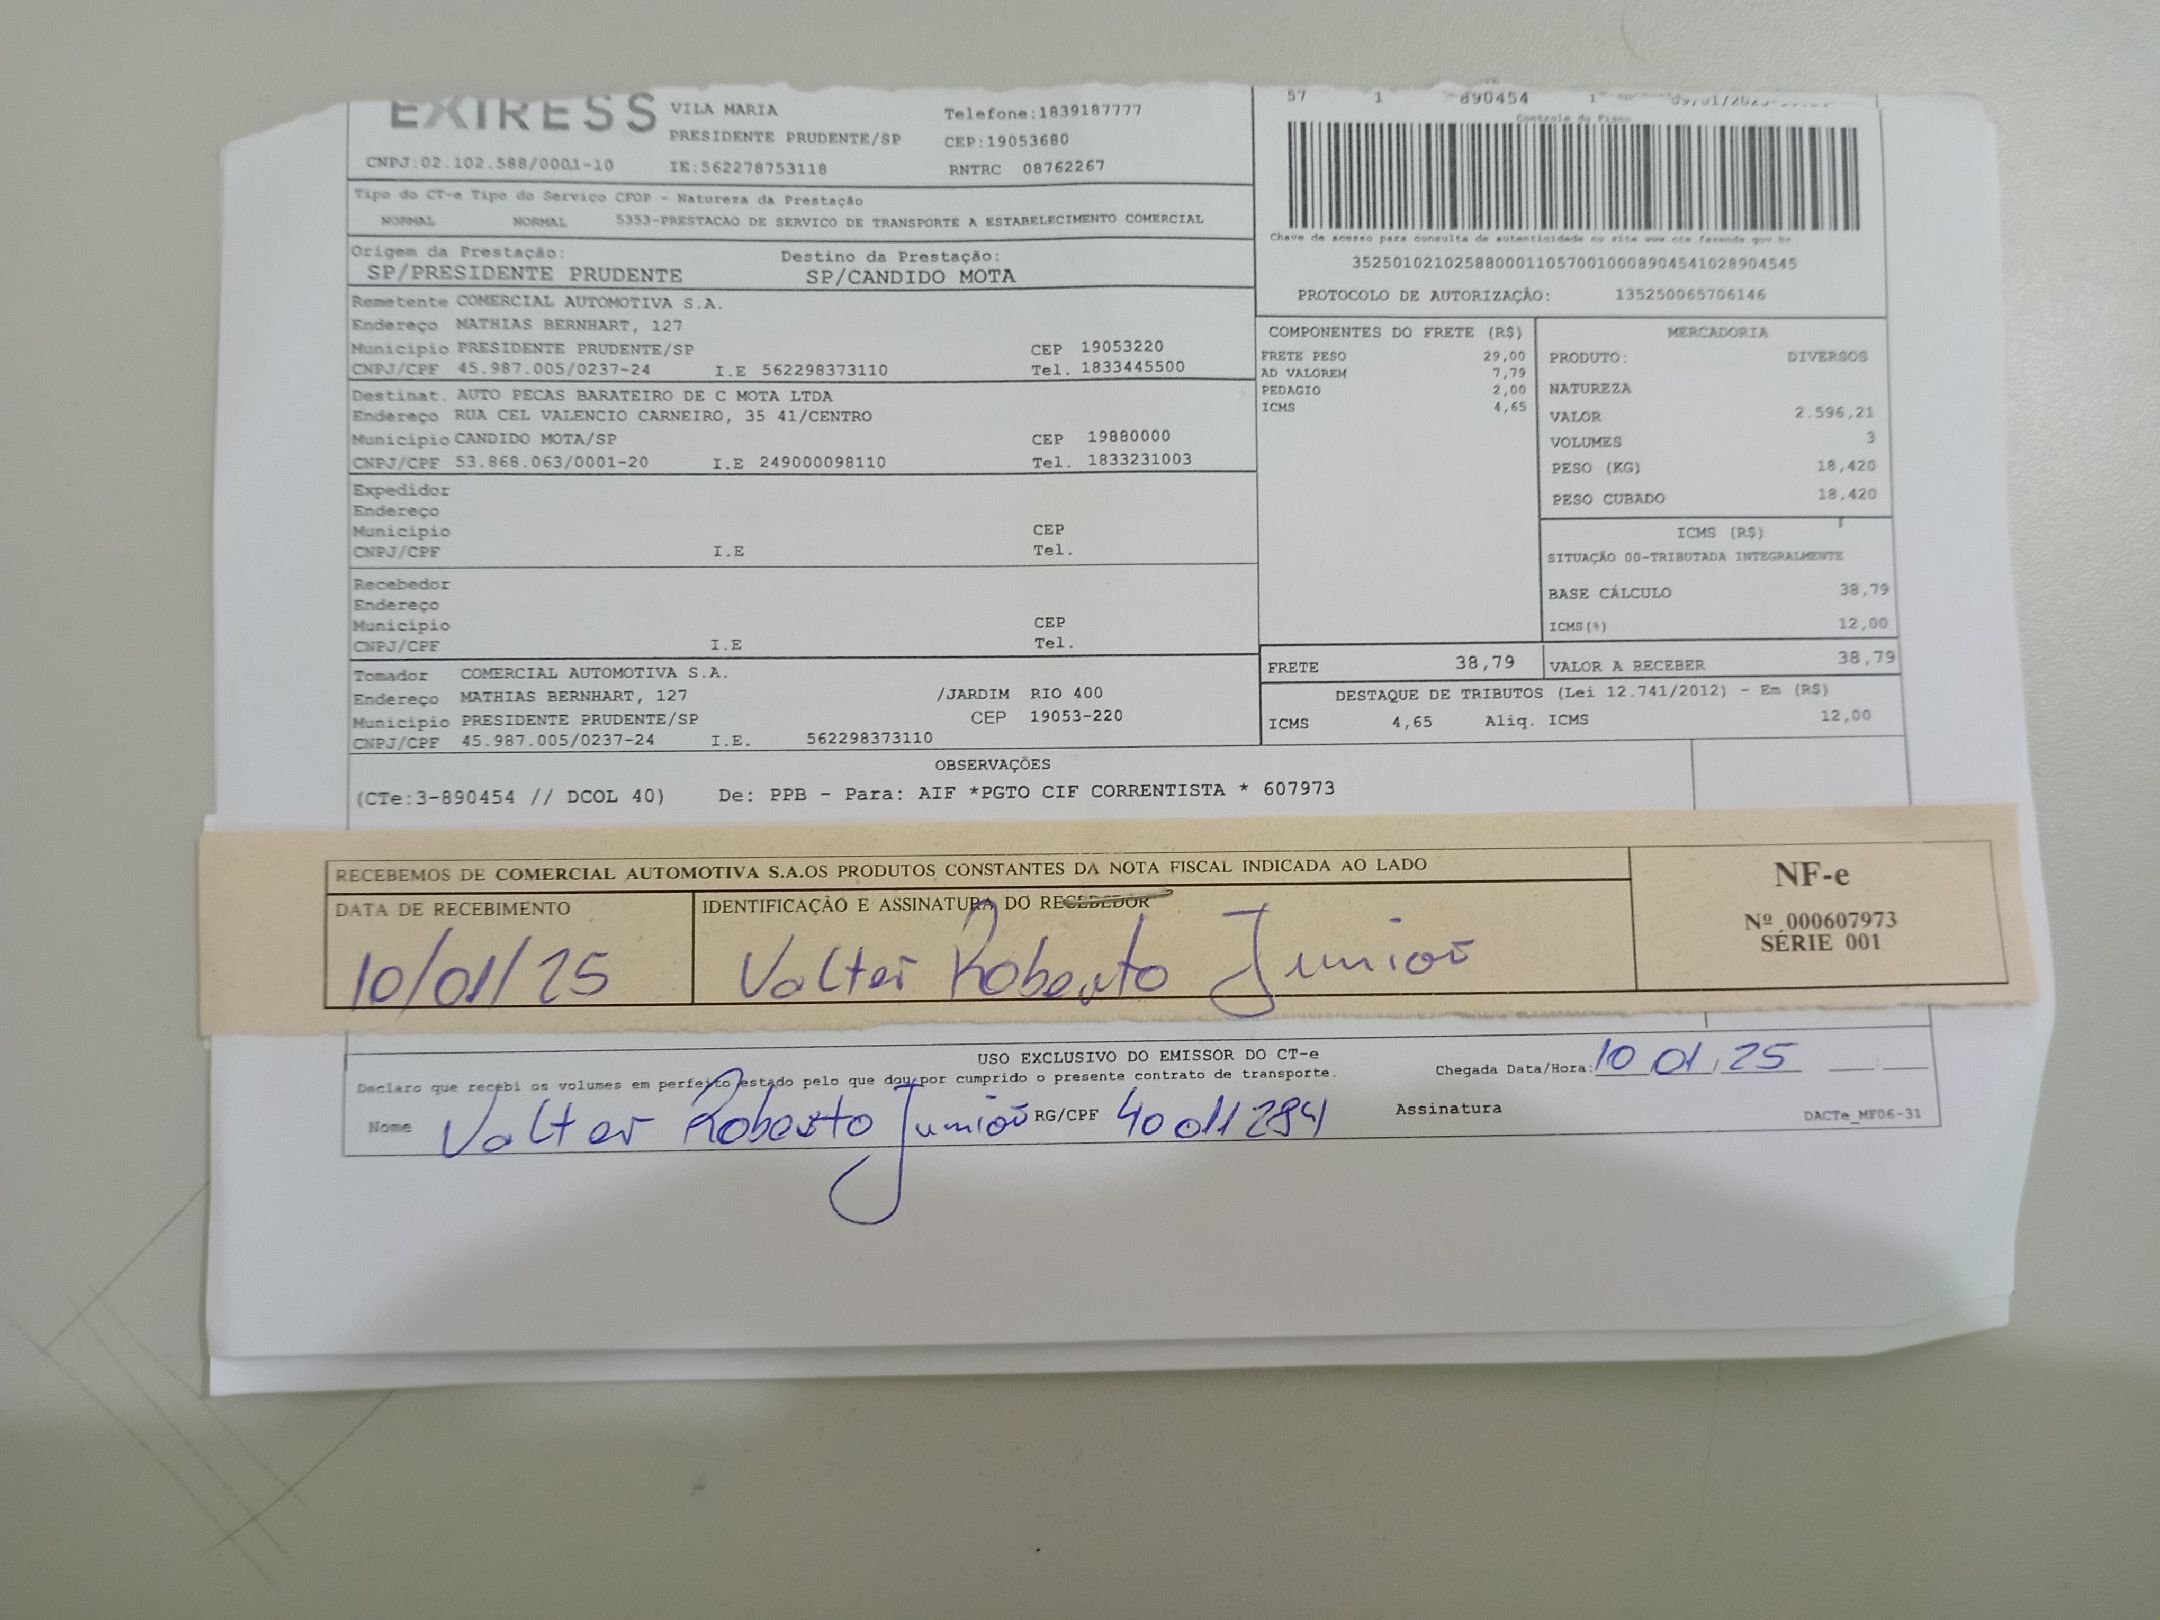 EXPRESS VILA MARIA Telefone:1839187777
PRESIDENTE PRUDENTE/SP CEP:19053680
CNPJ:02.102.588/0001-10 IE:562278753118 RNTRC 08762267
57 1 890454
Controle do Fisco
Tipo do CT-e Tipo do Serviço CFOP - Natureza da Prestação
NORMAL NORMAL 5353-PRESTACAO DE SERVICO DE TRANSPORTE A ESTABELECIMENTO COMERCIAL
Chave de acesso para consulta de autenticidade no site www.cte.fazenda.gov.br
35250102102588000110570010008904541028904545
PROTOCOLO DE AUTORIZAÇÃO: 135250065706146
Origem da Prestação: Destino da Prestação:
SP/PRESIDENTE PRUDENTE SP/CANDIDO MOTA
Remetente COMERCIAL AUTOMOTIVA S.A.
Endereço MATHIAS BERNHART, 127
Municipio PRESIDENTE PRUDENTE/SP CEP 19053220
CNPJ/CPF 45.987.005/0237-24 I.E 562298373110 Tel. 1833445500
Destinat. AUTO PECAS BARATEIRO DE C MOTA LTDA
Endereço RUA CEL VALENCIO CARNEIRO, 35 41/CENTRO
Municipio CANDIDO MOTA/SP CEP 19880000
CNPJ/CPF 53.868.063/0001-20 I.E 249000098110 Tel. 1833231003
Expedidor
Endereço
Municipio CEP
CNPJ/CPF I.E Tel.
Recebedor
Endereço
Municipio CEP
CNPJ/CPF I.E Tel.
Tomador COMERCIAL AUTOMOTIVA S.A.
Endereço MATHIAS BERNHART, 127 /JARDIM RIO 400
Municipio PRESIDENTE PRUDENTE/SP CEP 19053-220
CNPJ/CPF 45.987.005/0237-24 I.E. 562298373110
COMPONENTES DO FRETE (R$)
FRETE PESO 29,00
AD VALOREM 7,79
PEDAGIO 2,00
ICMS 4,65
MERCADORIA
PRODUTO: DIVERSOS
NATUREZA
VALOR 2.596,21
VOLUMES 3
PESO (KG) 18,420
PESO CUBADO 18,420
ICMS (R$)
SITUAÇÃO 00-TRIBUTADA INTEGRALMENTE
BASE CÁLCULO 38,79
ICMS(%) 12,00
FRETE 38,79 VALOR A RECEBER 38,79
DESTAQUE DE TRIBUTOS (Lei 12.741/2012) - Em (R$)
ICMS 4,65 Aliq. ICMS 12,00
OBSERVAÇÕES
(CTe:3-890454 // DCOL 40) De: PPB - Para: AIF *PGTO CIF CORRENTISTA * 607973
RECEBEMOS DE COMERCIAL AUTOMOTIVA S.A.OS PRODUTOS CONSTANTES DA NOTA FISCAL INDICADA AO LADO
DATA DE RECEBIMENTO IDENTIFICAÇÃO E ASSINATURA DO RECEBEDOR
10/01/25 Valter Roberto Junior
NF-e
Nº 000607973
SÉRIE 001
USO EXCLUSIVO DO EMISSOR DO CT-e
Declaro que recebi os volumes em perfeito estado pelo que dou por cumprido o presente contrato de transporte. Chegada Data/Hora: 10 01 25
Nome Valter Roberto Junior RG/CPF 40011284 Assinatura DACTe_MF06-31